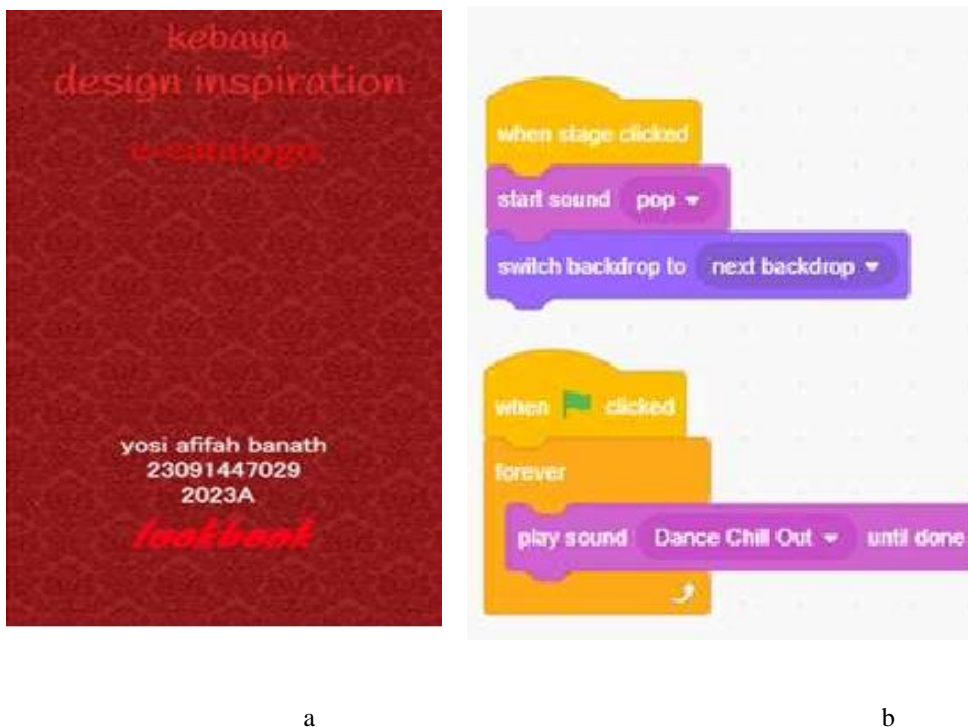 kebaya
design inspiration
e-catalogo
yosi afifah banath
23091447029
2023A
lookbook
when stage clicked
start sound pop
switch backdrop to next backdrop
when clicked
forever
play sound Dance Chill Out until done
a
b